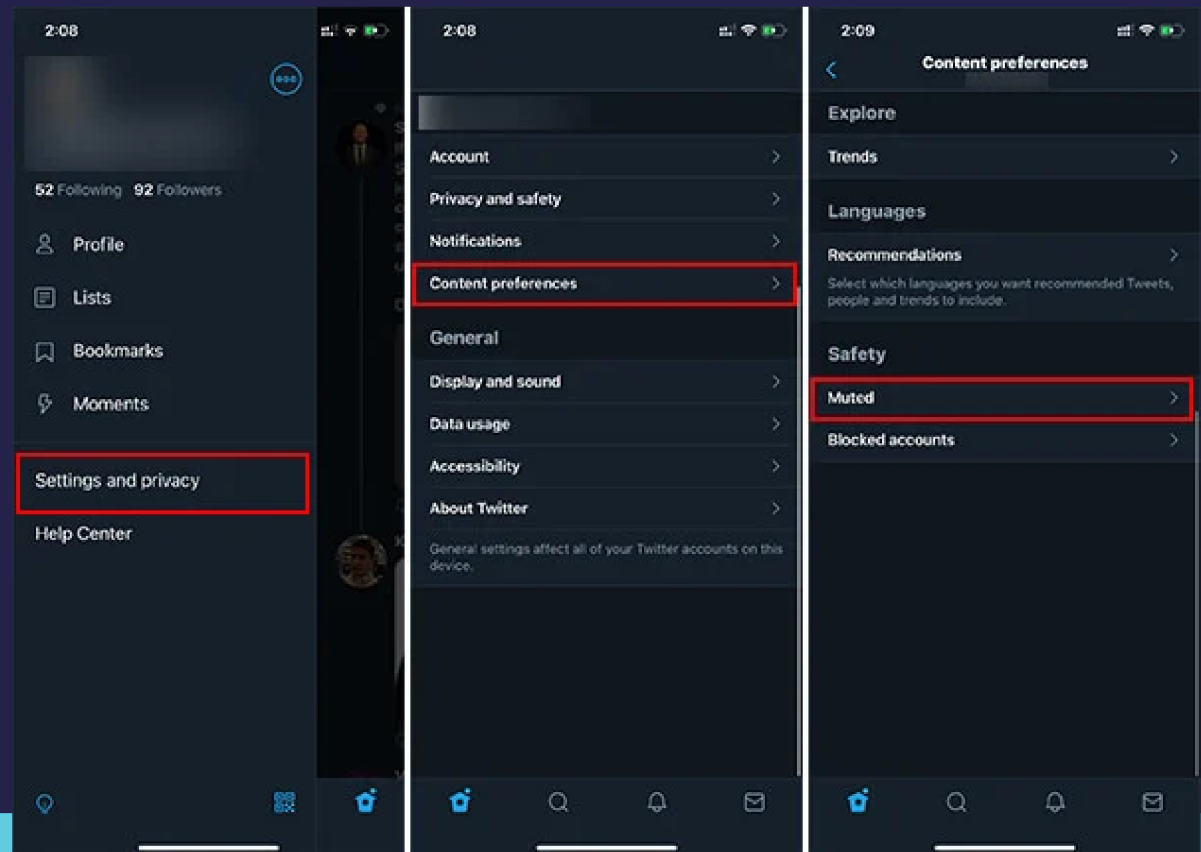 2:08
52 Following 92 Followers
Profile
Lists
Bookmarks
Moments
Settings and privacy
Help Center
2:08
Account
Privacy and safety
Notifications
Content preferences
General
Display and sound
Data usage
Accessibility
About Twitter
General settings affect all of your Twitter accounts on this
device.
2:09
Content preferences
Explore
Trends
Languages
Recommendations
Select which languages you want recommended Tweets,
people and trends to include.
Safety
Muted
Blocked accounts